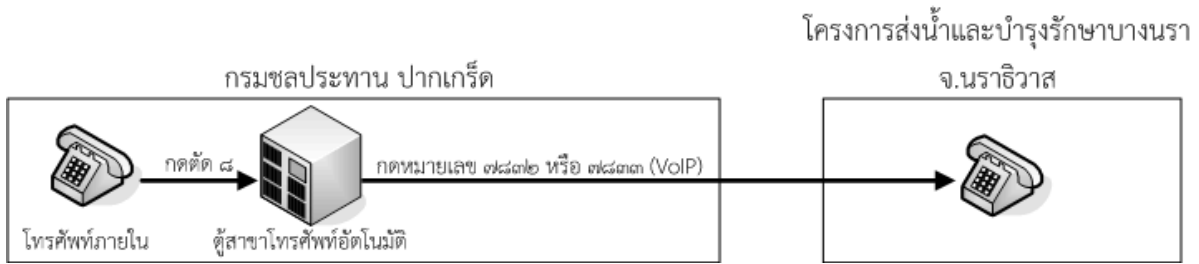 โครงการส่งน้ำและบำรุงรักษาบางนรา
จ.นราธิวาส
กรมชลประทาน ปากเกร็ด
กดตัด ๘
กดหมายเลข ๗๘๓๒ หรือ ๗๘๓๓ (VoIP)
โทรศัพท์ภายใน
ตู้สาขาโทรศัพท์อัตโนมัติ